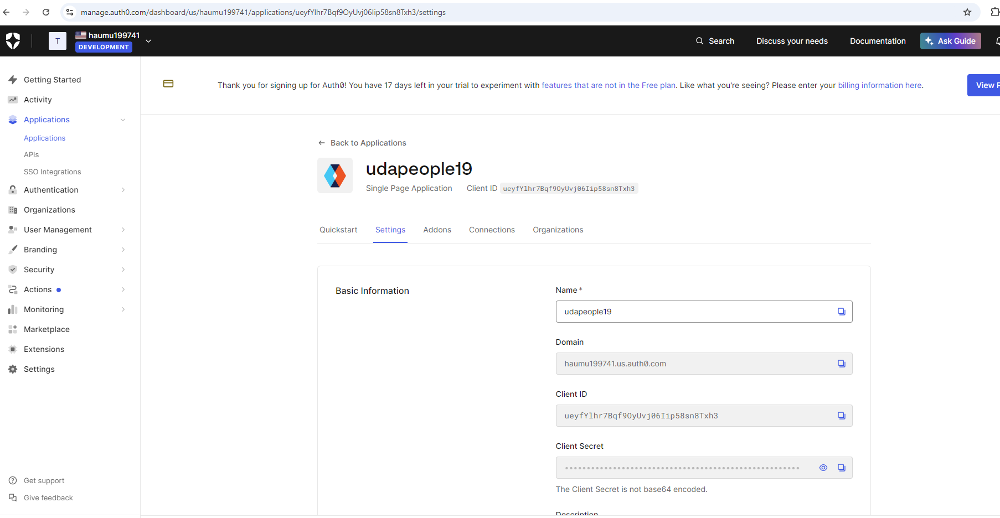 manage.auth0.com/dashboard/us/haumu199741/applications/ueyfYlhr7Bqf9OyUvj06Iip58sn8Txh3/settings
T
haumu199741
DEVELOPMENT
Search
Discuss your needs
Documentation
Ask Guide
Getting Started
Activity
Applications
Applications
APIs
SSO Integrations
Authentication
Organizations
User Management
Branding
Security
Actions
Monitoring
Marketplace
Extensions
Settings
Get support
Give feedback
Thank you for signing up for Auth0! You have 17 days left in your trial to experiment with features that are not in the Free plan. Like what you're seeing? Please enter your billing information here.
View P
Back to Applications
udapeople19
Single Page Application Client ID ueyfYlhr7Bqf9OyUvj06Iip58sn8Txh3
Quickstart Settings Addons Connections Organizations
Basic Information
Name*
udapeople19
Domain
haumu199741.us.auth0.com
Client ID
ueyfYlhr7Bqf9OyUvj06Iip58sn8Txh3
Client Secret
The Client Secret is not base64 encoded.
Description